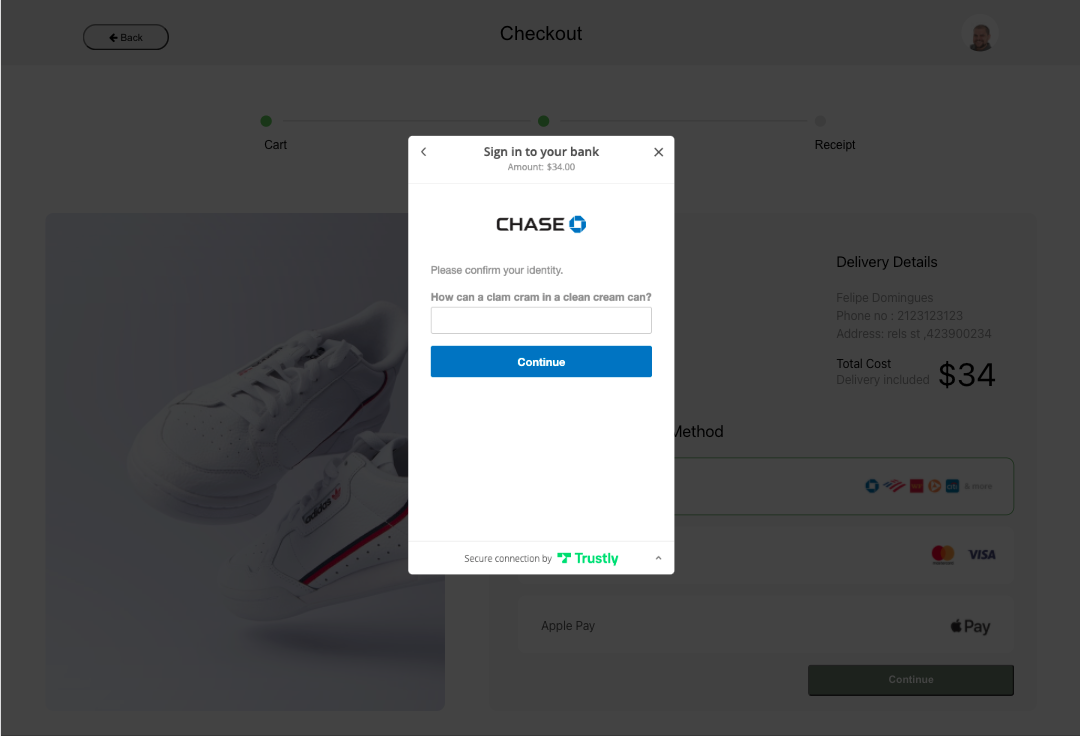 Back
Checkout
Cart
Receipt
Sign in to your bank
Amount: $34.00
CHASE
Please confirm your identity.
How can a clam cram in a clean cream can?
Continue
Secure connection by Trustly
Delivery Details
Felipe Domingues
Phone no : 2123123123
Address: rels st ,423900234
Total Cost
Delivery included $34
Method
citi & more
VISA
Apple Pay
Pay
Continue
adidas